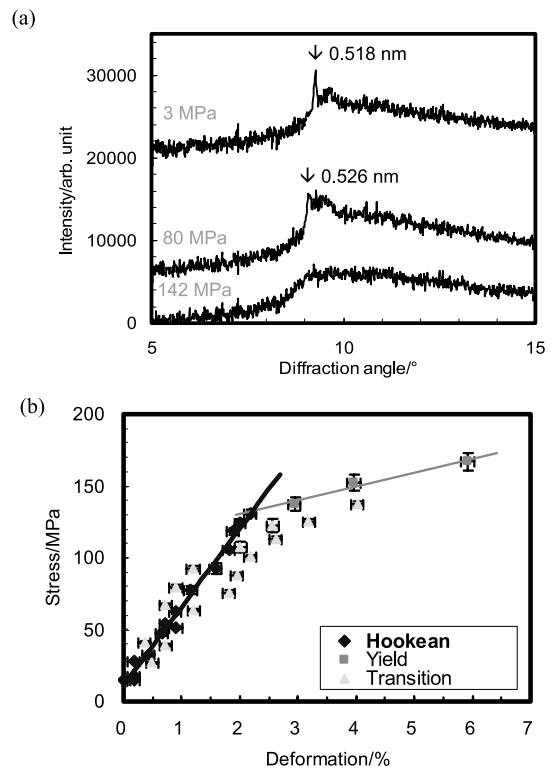 (a)
30000
20000
10000
0
Intensity/arb. unit
3 MPa
80 MPa
142 MPa
↓ 0.518 nm
↓ 0.526 nm
5
10
15
Diffraction angle/°
(b)
200
150
100
50
0
Stress/MPa
Hookean
Yield
Transition
0
1
2
3
4
5
6
7
Deformation/%